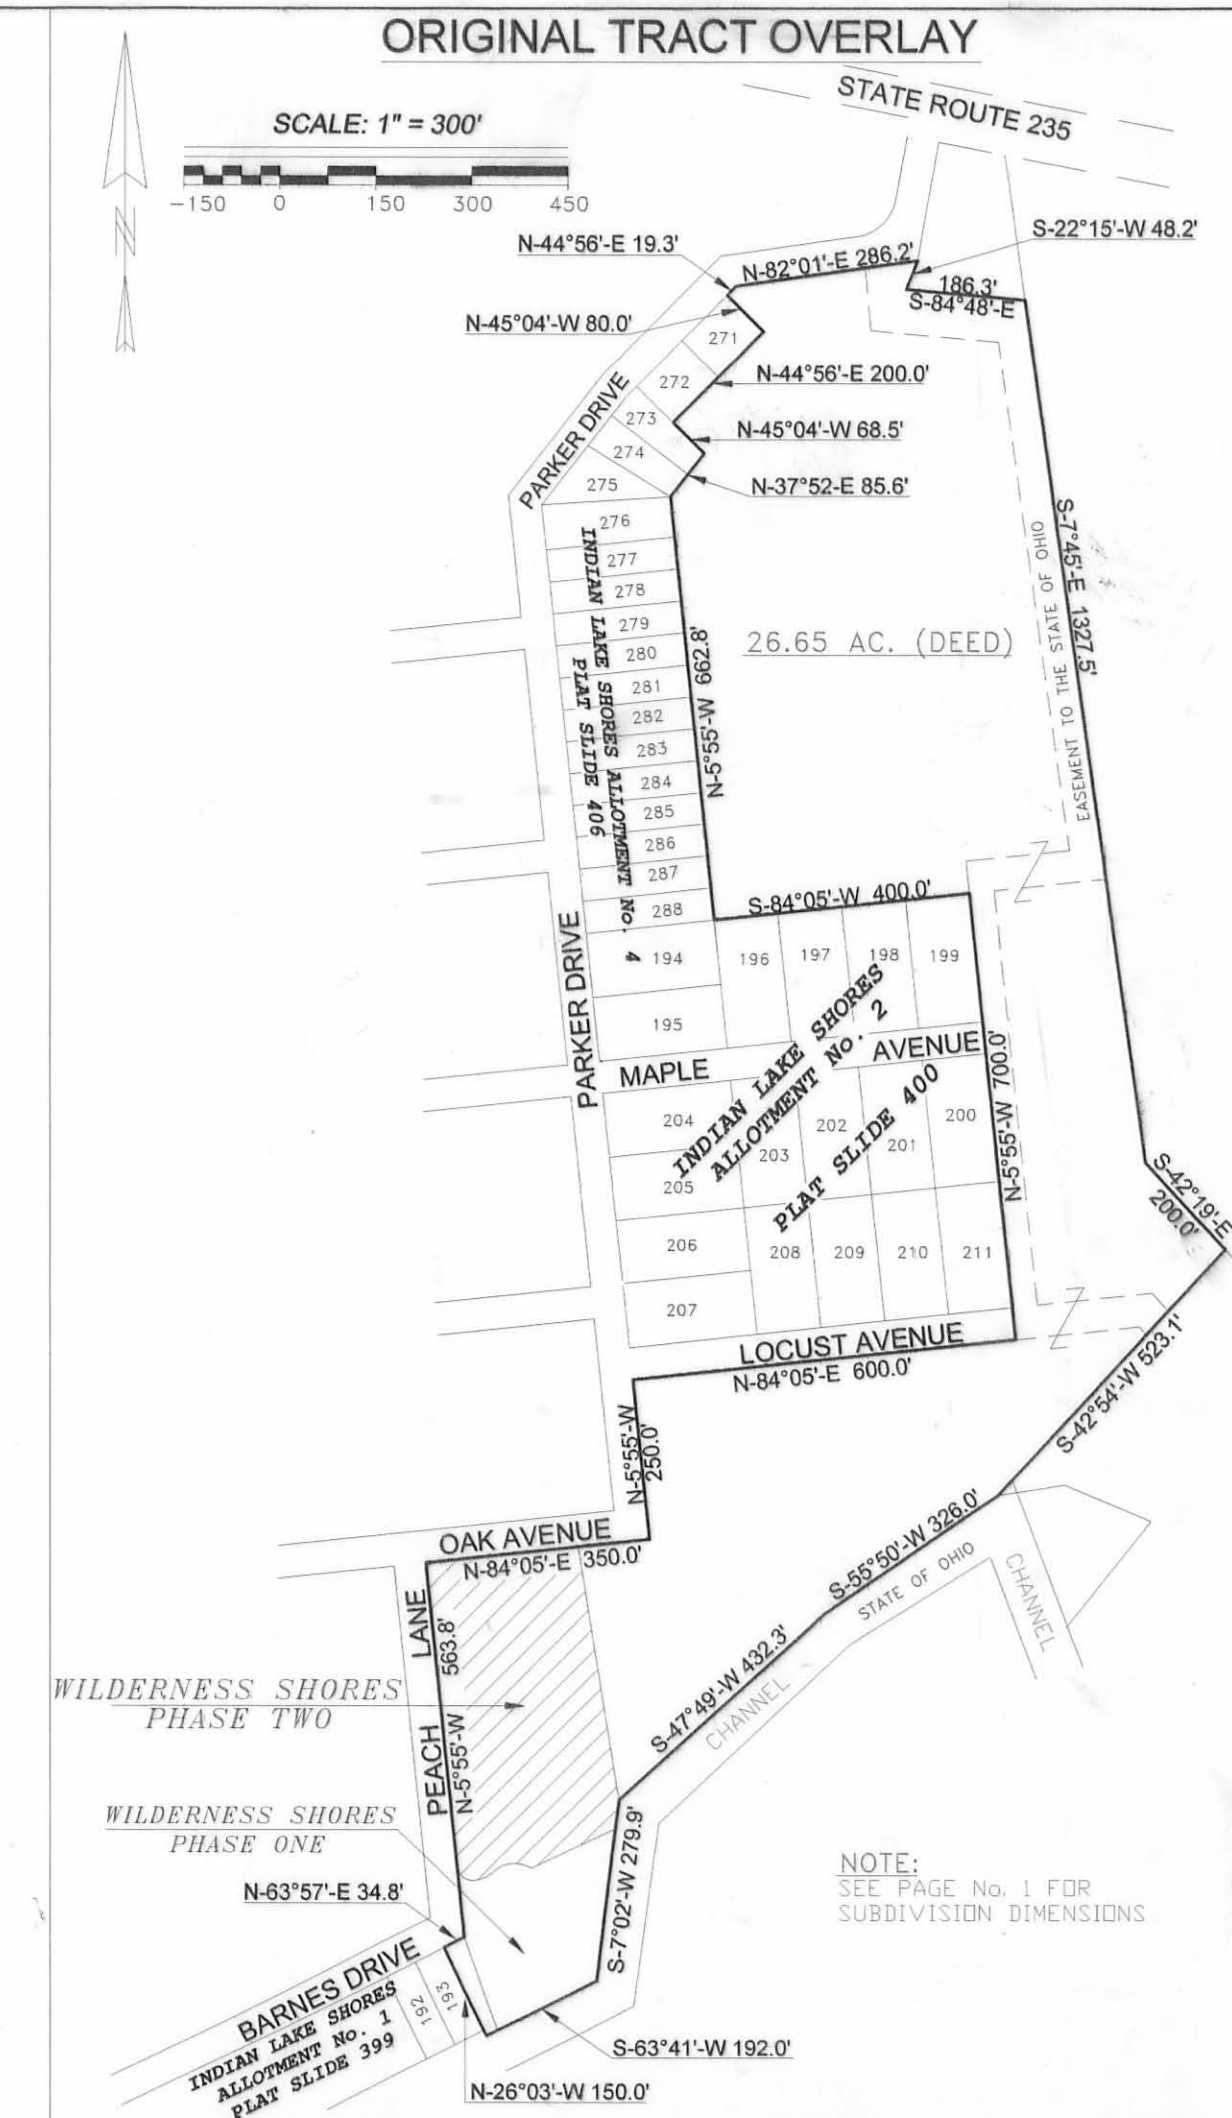 ORIGINAL TRACT OVERLAY
STATE ROUTE 235
SCALE: 1" = 300'
-150 0 150 300 450
N
N-44°56'-E 19.3'
N-82°01'-E 286.2'
S-22°15'-W 48.2'
186.3'
S-84°48'-E
N-45°04'-W 80.0'
271
N-44°56'-E 200.0'
272
PARKER DRIVE
273
N-45°04'-W 68.5'
274
N-37°52-E 85.6'
275
276
277
278
279
280
281
282
283
284
285
286
287
288
INDIAN LAKE SHORES ALLOTMENT No. 4
PLAT SLIDE 406
N-5°55'-W 662.8'
26.65 AC. (DEED)
EASEMENT TO THE STATE OF OHIO
S-7°45'-E 1327.5'
S-84°05'-W 400.0'
PARKER DRIVE
194
195
196
197
198
199
MAPLE AVENUE
INDIAN LAKE SHORES
ALLOTMENT No. 2
PLAT SLIDE 400
N-5°55'-W 700.0'
204
203
202
201
200
205
206
207
208
209
210
211
S-42°19'-E
200.0'
LOCUST AVENUE
N-84°05'-E 600.0'
S-42°54'-W 523.1'
N-5°55'-W
250.0'
OAK AVENUE
N-84°05'-E 350.0'
S-55°50'-W 326.0'
STATE OF OHIO
CHANNEL
PEACH LANE
N-5°55'-W 563.8'
WILDERNESS SHORES
PHASE TWO
S-47°49'-W 432.3'
CHANNEL
WILDERNESS SHORES
PHASE ONE
S-7°02'-W 279.9'
NOTE:
SEE PAGE No. 1 FOR
SUBDIVISION DIMENSIONS
N-63°57'-E 34.8'
BARNES DRIVE
192
193
INDIAN LAKE SHORES
ALLOTMENT No. 1
PLAT SLIDE 399
S-63°41'-W 192.0'
N-26°03'-W 150.0'